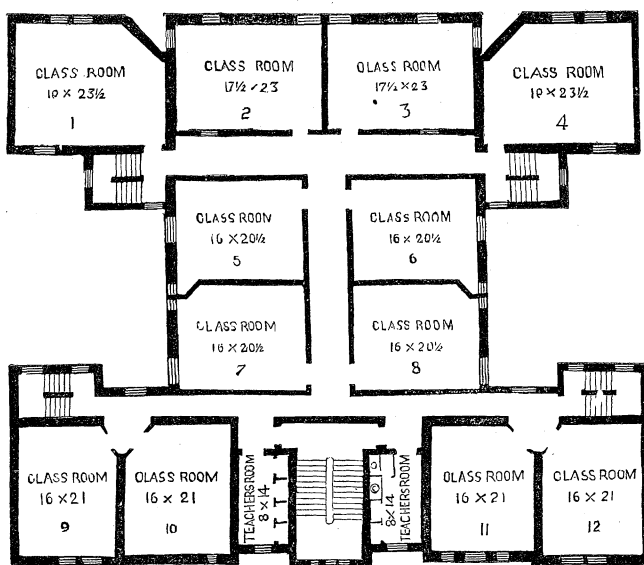 CLASS ROOM
19 × 23½
1
CLASS ROOM
17½ × 23
2
CLASS ROOM
17½ × 23
3
CLASS ROOM
19 × 23½
4
CLASS ROOM
16 × 20½
5
CLASS ROOM
16 × 20½
6
CLASS ROOM
16 × 20½
7
CLASS ROOM
16 × 20½
8
CLASS ROOM
16 × 21
9
CLASS ROOM
16 × 21
10
TEACHERS ROOM
8 × 14
TEACHERS ROOM
8 × 14
CLASS ROOM
16 × 21
11
CLASS ROOM
16 × 21
12